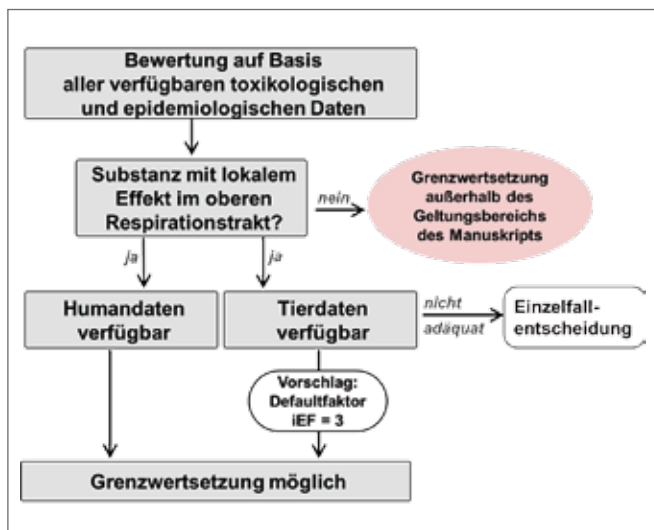 Bewertung auf Basis
aller verfügbaren toxikologischen
und epidemiologischen Daten
Substanz mit lokalem
Effekt im oberen
Respirationstrakt?
nein
Grenzwertsetzung
außerhalb des
Geltungsbereichs
des Manuskripts
ja
ja
Humandaten
verfügbar
Tierdaten
verfügbar
nicht
adäquat
Einzelfall-
entscheidung
Vorschlag:
Defaultfaktor
iEF = 3
Grenzwertsetzung möglich